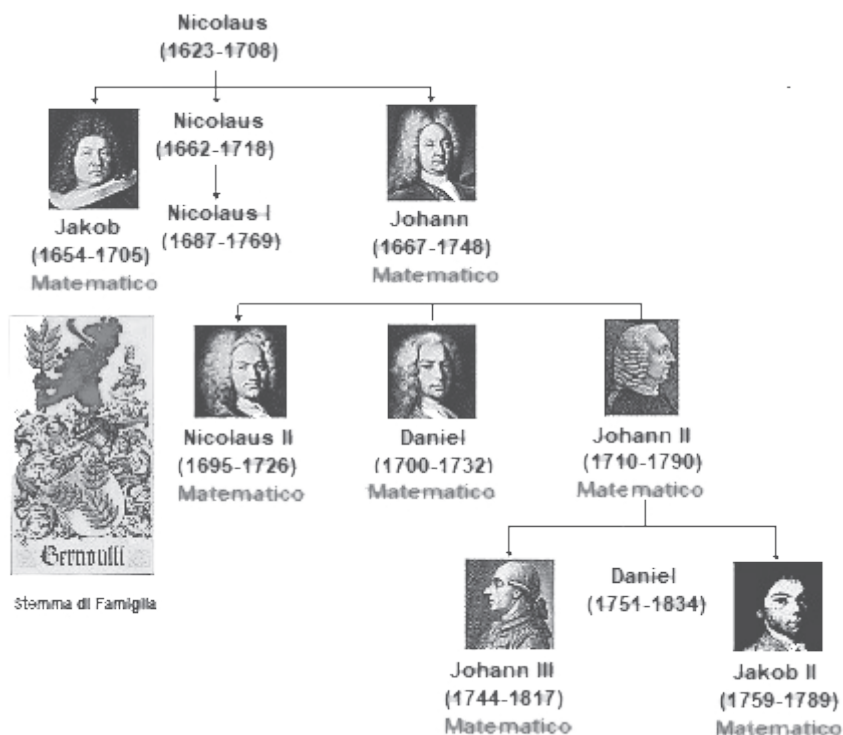 Nicolaus
(1623-1708)
Nicolaus
(1662-1718)
Nicolaus I
(1687-1769)
Jakob
(1654-1705)
Matematico
Johann
(1667-1748)
Matematico
Nicolaus II
(1695-1726)
Matematico
Daniel
(1700-1732)
Matematico
Johann II
(1710-1790)
Matematico
Bernoulli
Stemma di Famiglia
Johann III
(1744-1817)
Matematico
Daniel
(1751-1834)
Jakob II
(1759-1789)
Matematico